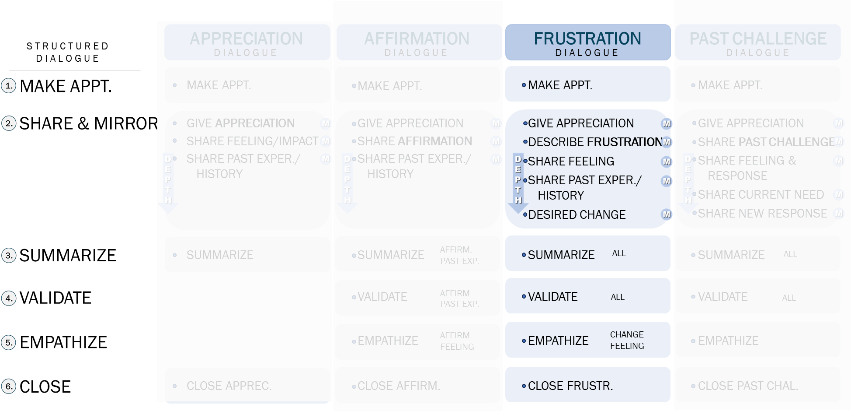 STRUCTURED
DIALOGUE
APPRECIATION
DIALOGUE
AFFIRMATION
DIALOGUE
FRUSTRATION
DIALOGUE
PAST CHALLENGE
DIALOGUE
1. MAKE APPT.
• MAKE APPT.
• MAKE APPT.
• MAKE APPT.
• MAKE APPT.
2. SHARE & MIRROR
• GIVE APPRECIATION M
• SHARE FEELING/IMPACT M
• SHARE PAST EXPER./ M
HISTORY
DEPTH
• GIVE APPRECIATION M
• SHARE AFFIRMATION M
• SHARE PAST EXPER./ M
HISTORY
DEPTH
• GIVE APPRECIATION M
• DESCRIBE FRUSTRATION M
• SHARE FEELING M
• SHARE PAST EXPER./ M
HISTORY
• DESIRED CHANGE M
DEPTH
• GIVE APPRECIATION M
• SHARE PAST CHALLENGE M
• SHARE FEELING & M
RESPONSE
• SHARE CURRENT NEED M
• SHARE NEW RESPONSE M
DEPTH
3. SUMMARIZE
• SUMMARIZE
• SUMMARIZE AFFIRM.
PAST EXP.
• SUMMARIZE ALL
• SUMMARIZE ALL
4. VALIDATE
• VALIDATE AFFIRM.
PAST EXP.
• VALIDATE ALL
• VALIDATE ALL
5. EMPATHIZE
• EMPATHIZE AFFIRM
FEELING
• EMPATHIZE CHANGE
FEELING
• EMPATHIZE
6. CLOSE
• CLOSE APPREC.
• CLOSE AFFIRM.
• CLOSE FRUSTR.
• CLOSE PAST CHAL.